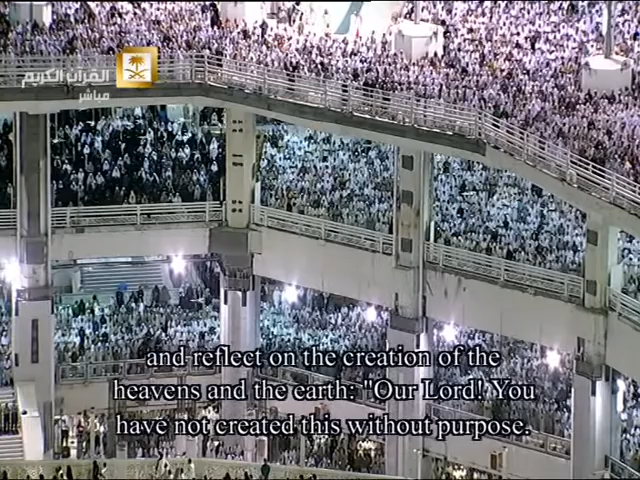 القرآن الكريم
مباشر
and reflect on the creation of the
heavens and the earth: "Our Lord! You
have not created this without purpose.